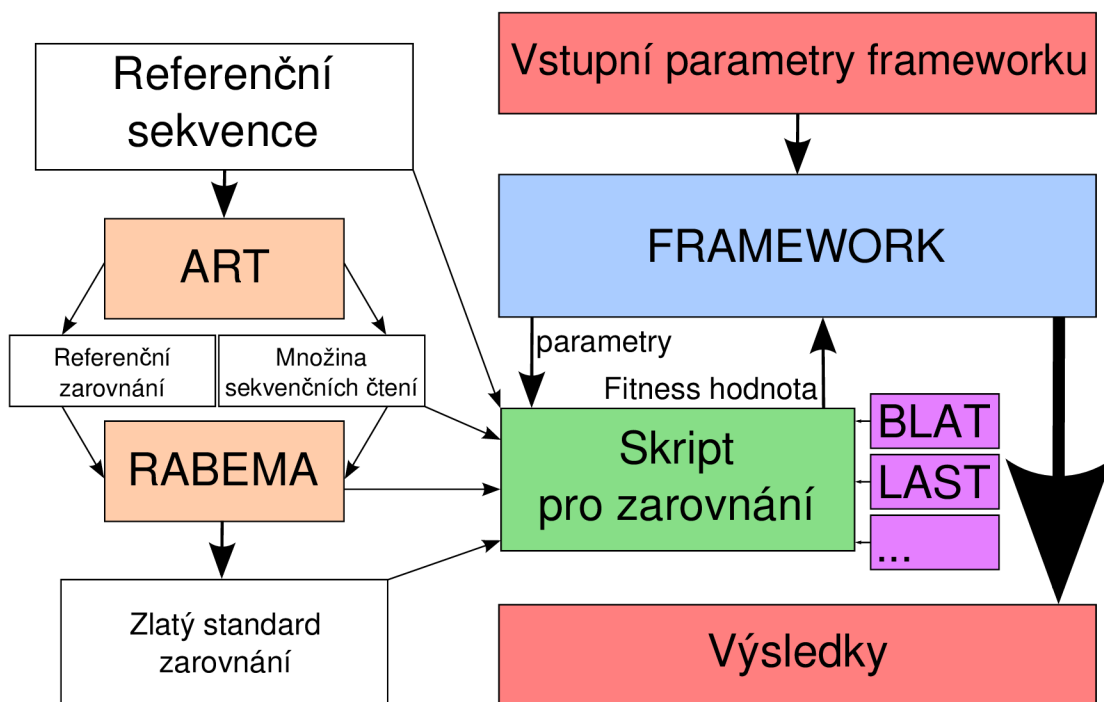 Referenční
sekvence
ART
Referenční
zarovnání
Množina
sekvenčních čtení
RABEMA
Zlatý standard
zarovnání
Vstupní parametry frameworku
FRAMEWORK
parametry
Fitness hodnota
Skript
pro zarovnání
BLAT
LAST
...
Výsledky